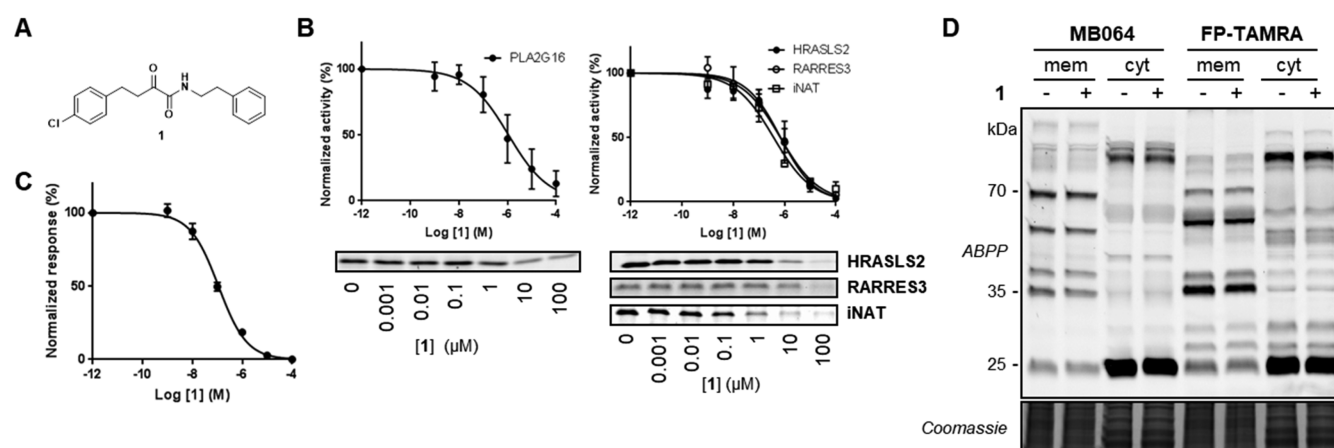 A
O
H
N
O
Cl
1
B
Normalized activity (%)
100
50
0
-12 -10 -8 -6 -4
Log [1] (M)
PLA2G16
0 0.001 0.01 0.1 1 10 100
[1] (µM)
Normalized activity (%)
100
50
0
-12 -10 -8 -6 -4
Log [1] (M)
HRASLS2
RARRES3
iNAT
HRASLS2
RARRES3
iNAT
0 0.001 0.01 0.1 1 10 100
[1] (µM)
C
Normalized response (%)
100
50
0
-12 -10 -8 -6 -4
Log [1] (M)
D
MB064 FP-TAMRA
mem cyt mem cyt
1 - + - + - + - +
kDa
70 -
ABPP
35 -
25 -
Coomassie